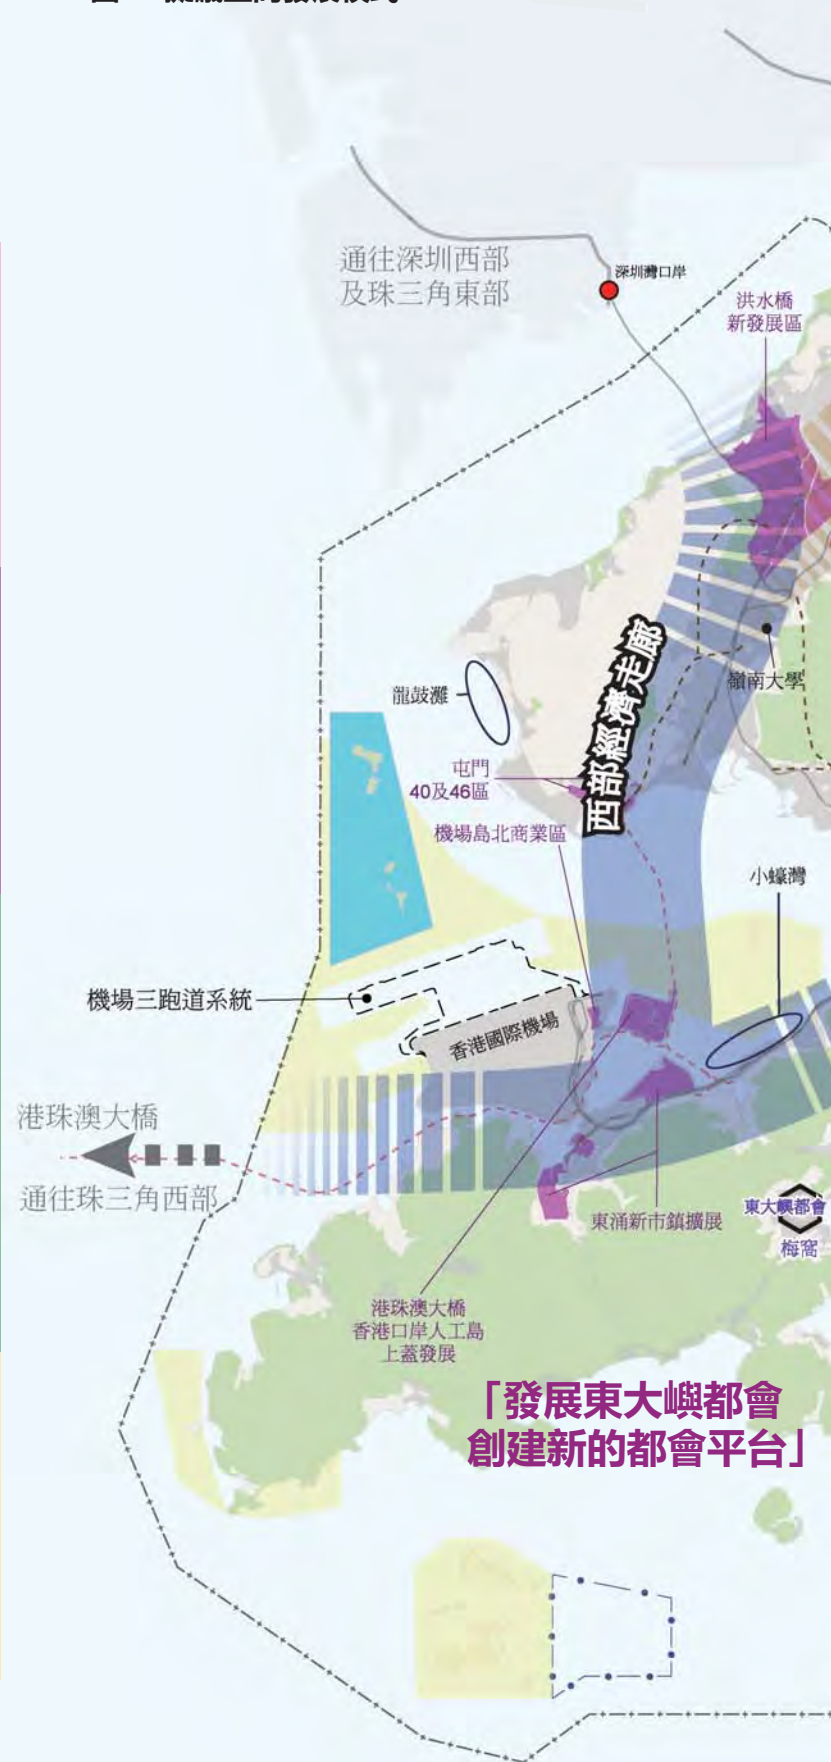 通往深圳西部
及珠三角東部
深圳灣口岸
洪水橋
新發展區
西部經濟走廊
嶺南大學
龍鼓灘
屯門
40及46區
機場島北商業區
小蠔灣
機場三跑道系統
香港國際機場
港珠澳大橋
通往珠三角西部
東涌新市鎮擴展
東大嶼都會
梅窩
港珠澳大橋
香港口岸人工島
上蓋發展
「發展東大嶼都會
創建新的都會平台」